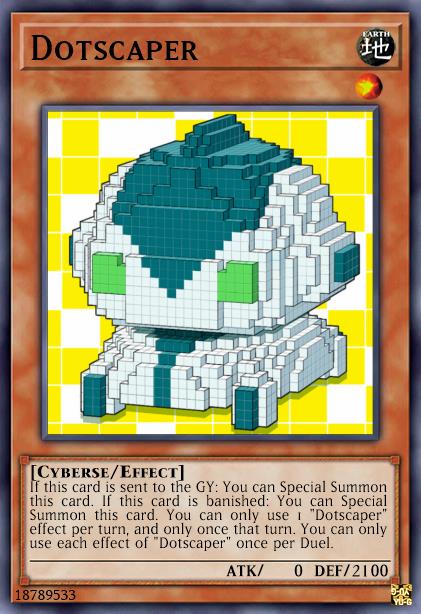 DOTSCAPER
EARTH
地
[CYBERSE/EFFECT]
If this card is sent to the GY: You can Special Summon
this card. If this card is banished: You can Special
Summon this card. You can only use 1 "Dotscaper"
effect per turn, and only once that turn. You can only
use each effect of "Dotscaper" once per Duel.
ATK/ 0 DEF/2100
18789533